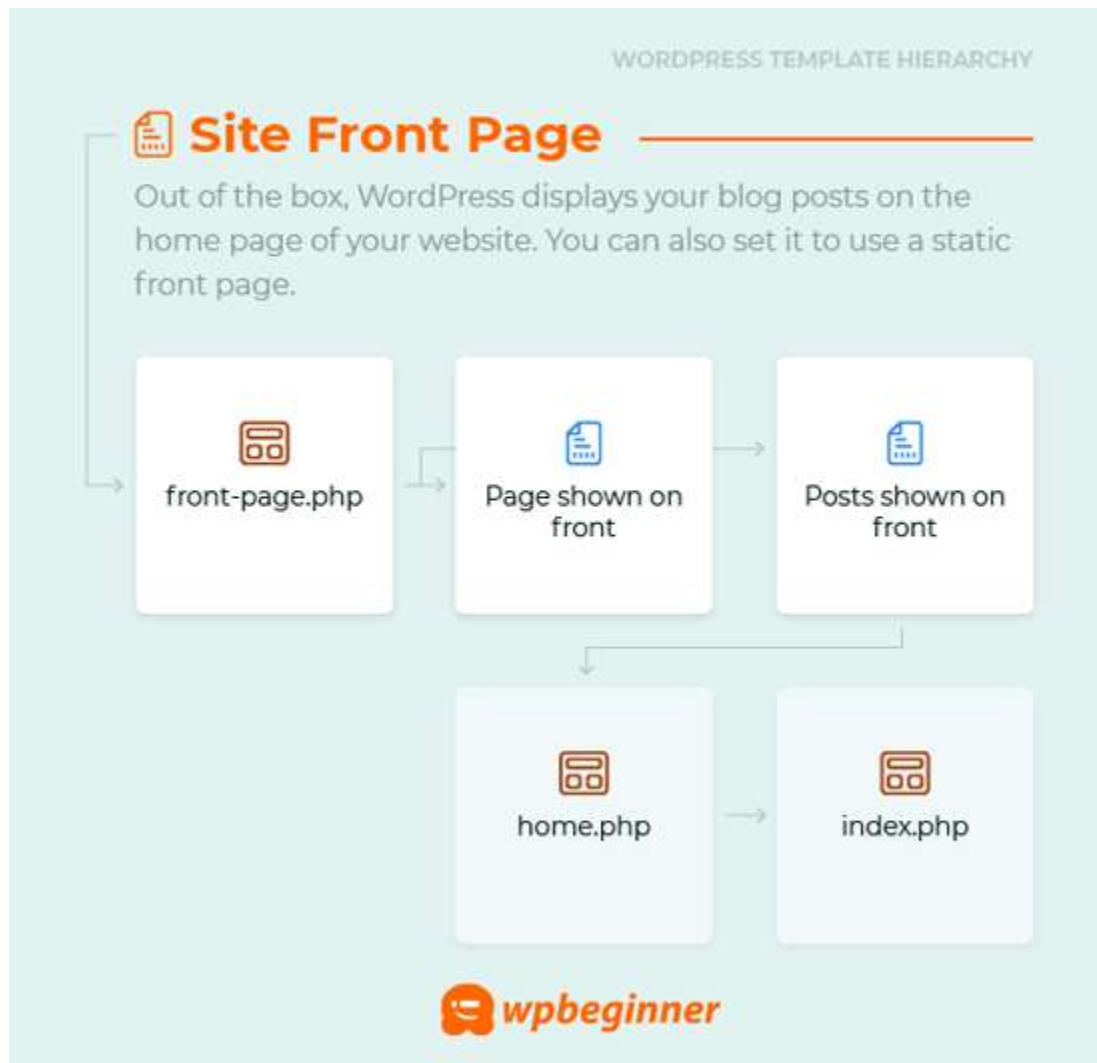 WORDPRESS TEMPLATE HIERARCHY
Site Front Page
Out of the box, WordPress displays your blog posts on the
home page of your website. You can also set it to use a static
front page.
front-page.php
Page shown on
front
Posts shown on
front
home.php
index.php
wpbeginner